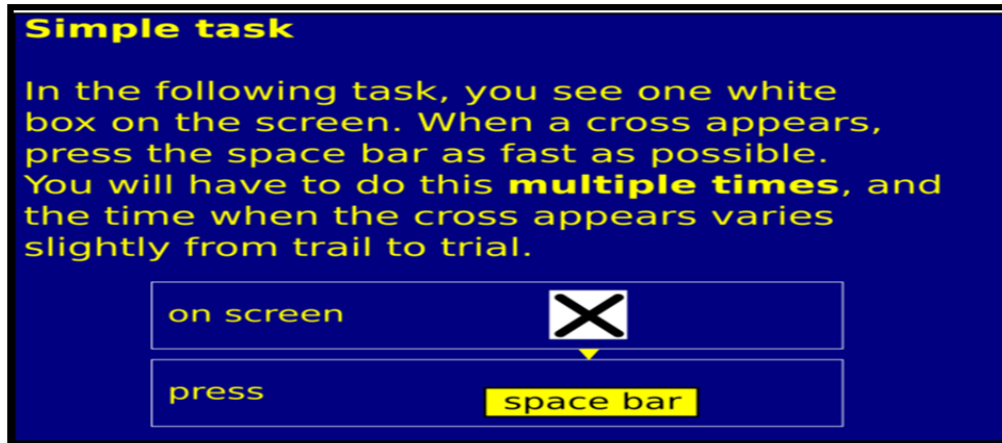 Simple task
In the following task, you see one white
box on the screen. When a cross appears,
press the space bar as fast as possible.
You will have to do this multiple times, and
the time when the cross appears varies
slightly from trail to trial.
on screen
press
space bar